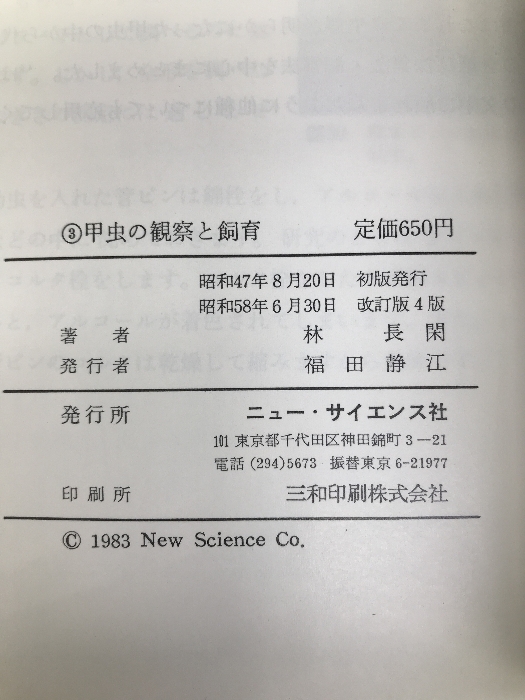 ③甲虫の観察と飼育 定価650円
昭和47年8月20日 初版発行
昭和58年6月30日 改訂版4版
著者 林長閑
発行者 福田静江
発行所 ニュー・サイエンス社
101 東京都千代田区神田錦町3—21
電話(294)5673 振替東京6-21977
印刷所 三和印刷株式会社
© 1983 New Science Co.